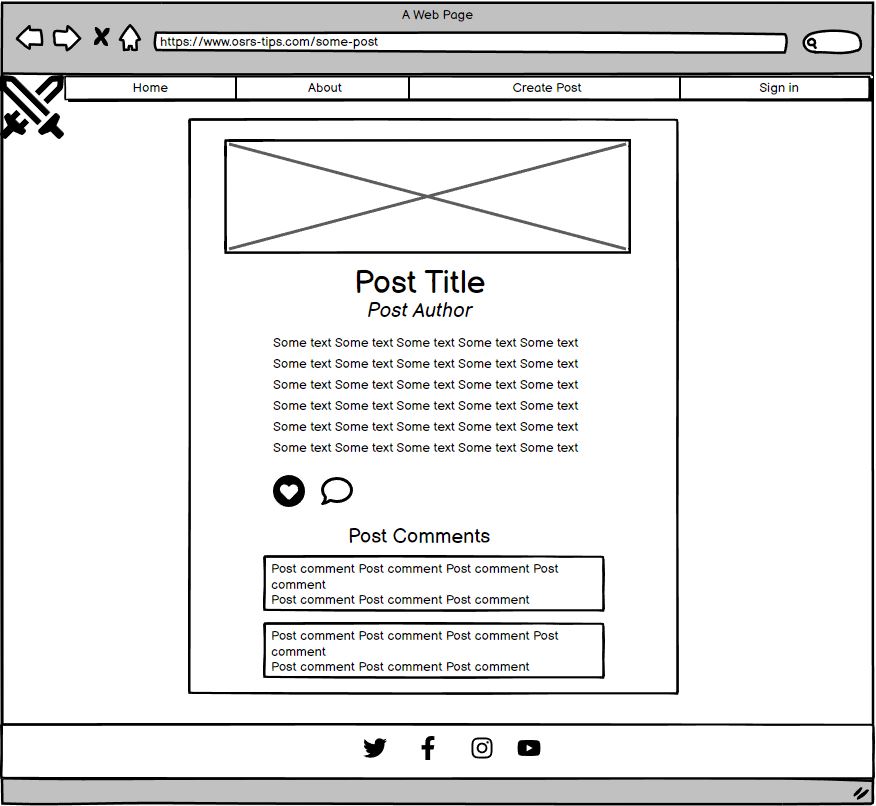 A Web Page
https://www.osrs-tips.com/some-post
Home About Create Post Sign in
Post Title
Post Author
Some text Some text Some text Some text Some text
Some text Some text Some text Some text Some text
Some text Some text Some text Some text Some text
Some text Some text Some text Some text Some text
Some text Some text Some text Some text Some text
Some text Some text Some text Some text Some text
Post Comments
Post comment Post comment Post comment Post
comment
Post comment Post comment Post comment
Post comment Post comment Post comment Post
comment
Post comment Post comment Post comment